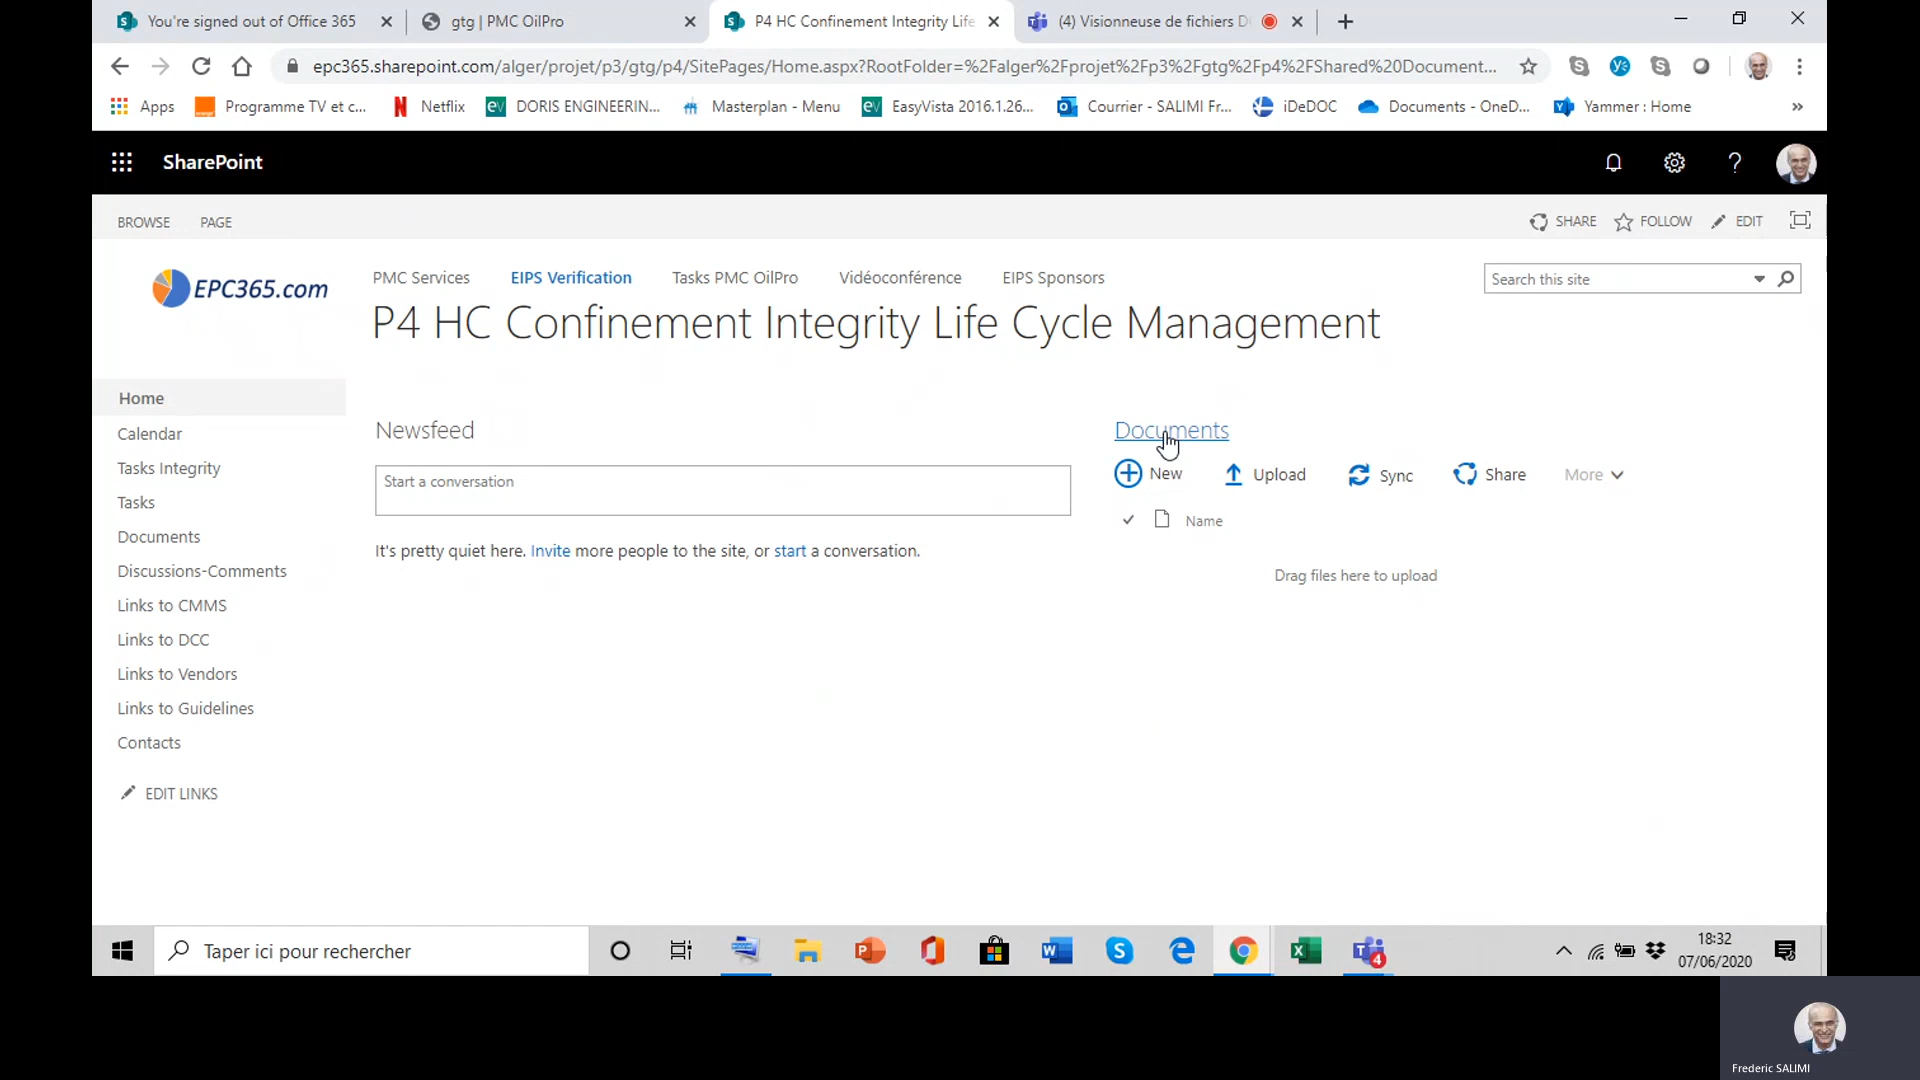 You're signed out of Office 365
gtg | PMC OilPro
P4 HC Confinement Integrity Life
(4) Visionneuse de fichiers D
epc365.sharepoint.com/alger/projet/p3/gtg/p4/SitePages/Home.aspx?RootFolder=%2Falger%2Fprojet%2Fp3%2Fgtg%2Fp4%2FShared%20Document...
Apps
Programme TV et c...
Netflix
DORIS ENGINEERIN...
Masterplan - Menu
EasyVista 2016.1.26...
Courrier - SALIMI Fr...
iDeDOC
Documents - OneD...
Yammer : Home
»
SharePoint
BROWSE
PAGE
SHARE
FOLLOW
EDIT
EPC365.com
PMC Services
EIPS Verification
Tasks PMC OilPro
Vidéoconférence
EIPS Sponsors
Search this site
P4 HC Confinement Integrity Life Cycle Management
Home
Calendar
Tasks Integrity
Tasks
Documents
Discussions-Comments
Links to CMMS
Links to DCC
Links to Vendors
Links to Guidelines
Contacts
EDIT LINKS
Newsfeed
Start a conversation
It's pretty quiet here. Invite more people to the site, or start a conversation.
Documents
New
Upload
Sync
Share
More
Name
Drag files here to upload
Taper ici pour rechercher
4
18:32
07/06/2020
Frederic SALIMI